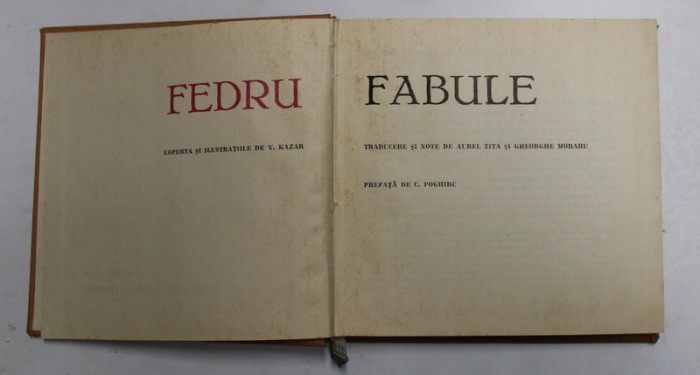 FEDRU
COPERTA ȘI ILUSTRAȚIILE DE V. KAZAR
FABULE
TRADUCERE ȘI NOTE DE AUREL TITA ȘI GHEORGHE MORARU
PREFAȚĂ DE C. POGHIRC